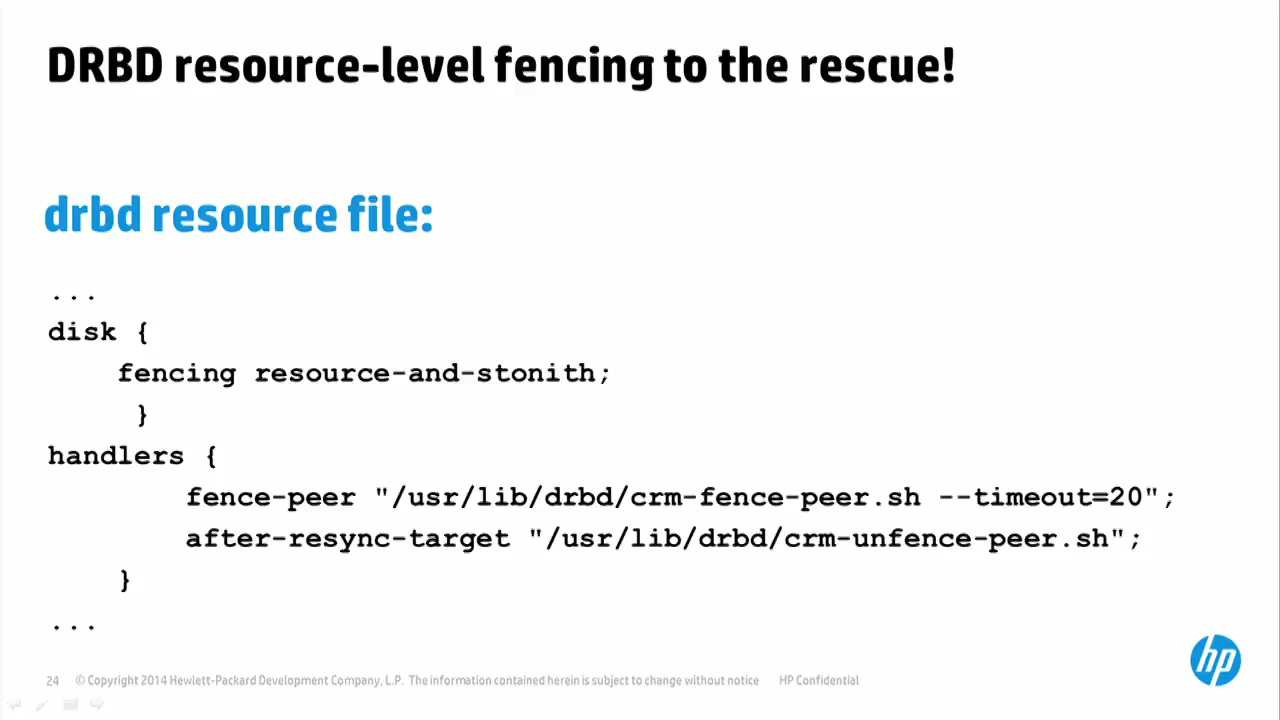 DRBD resource-level fencing to the rescue!
drbd resource file:
...
disk {
fencing resource-and-stonith;
}
handlers {
fence-peer "/usr/lib/drbd/crm-fence-peer.sh --timeout=20";
after-resync-target "/usr/lib/drbd/crm-unfence-peer.sh";
}
...
24 © Copyright 2014 Hewlett-Packard Development Company, L.P. The information contained herein is subject to change without notice HP Confidential
hp